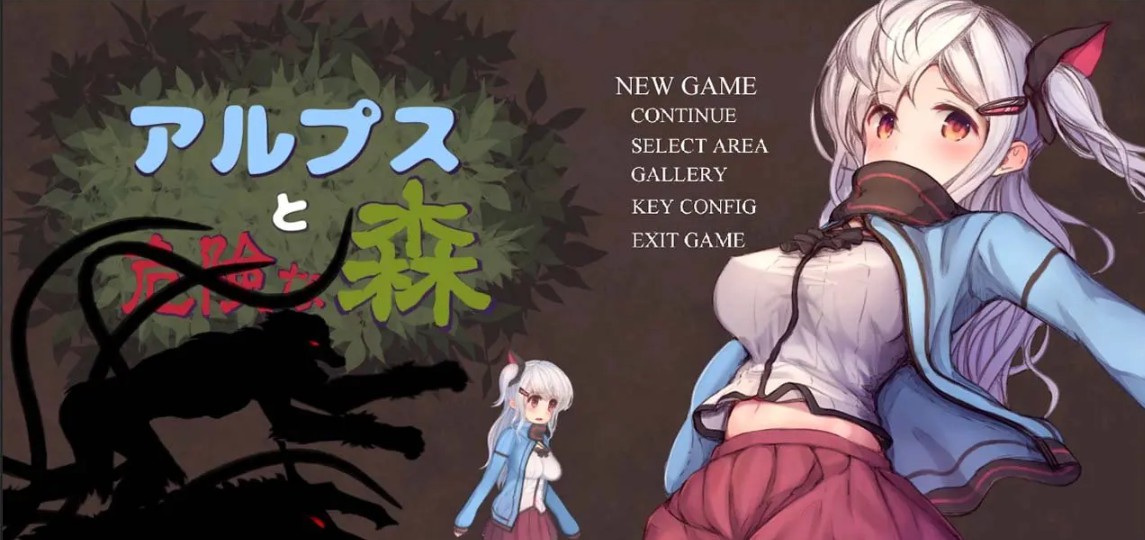 アルプス
と
危険な森
NEW GAME
CONTINUE
SELECT AREA
GALLERY
KEY CONFIG
EXIT GAME